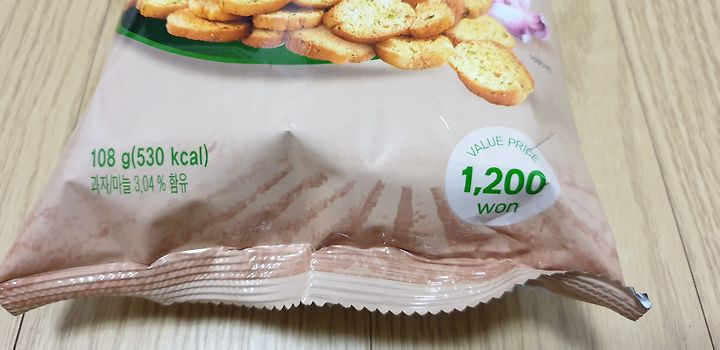 108 g(530 kcal)
과자/마늘 3.04 % 함유
VALUE PRICE
1,200
won